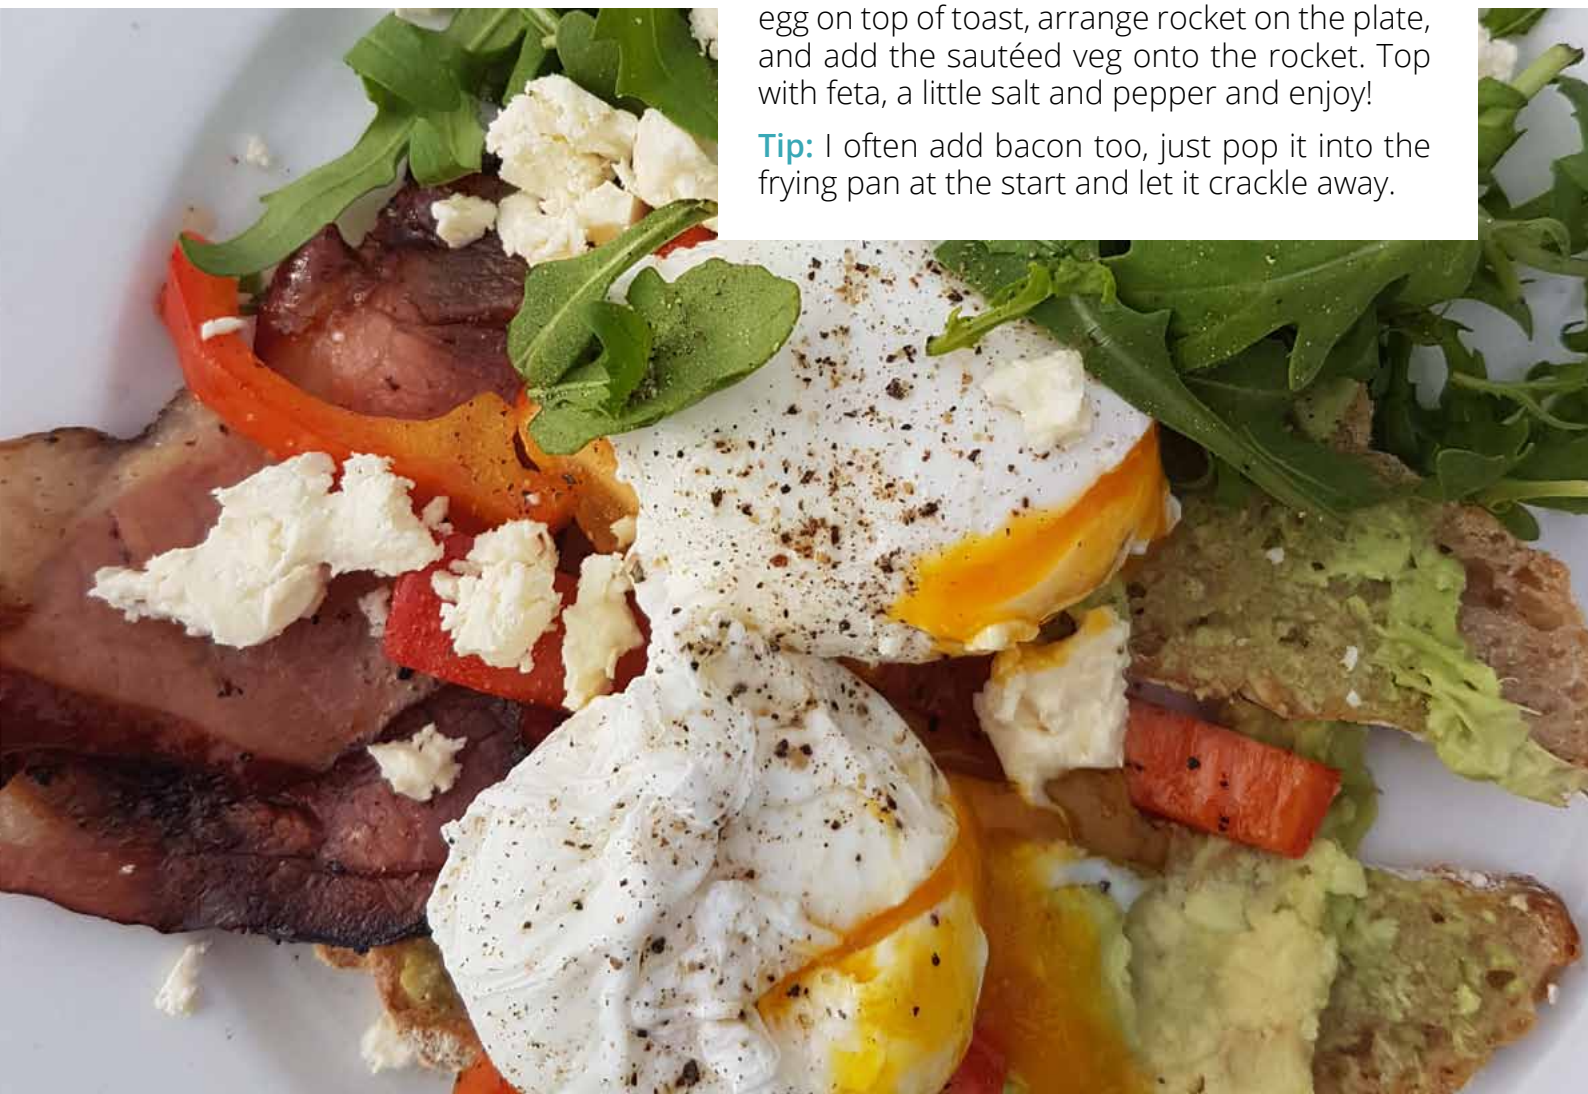 egg on top of toast, arrange rocket on the plate,
and add the sautéed veg onto the rocket. Top
with feta, a little salt and pepper and enjoy!
Tip: I often add bacon too, just pop it into the
frying pan at the start and let it crackle away.